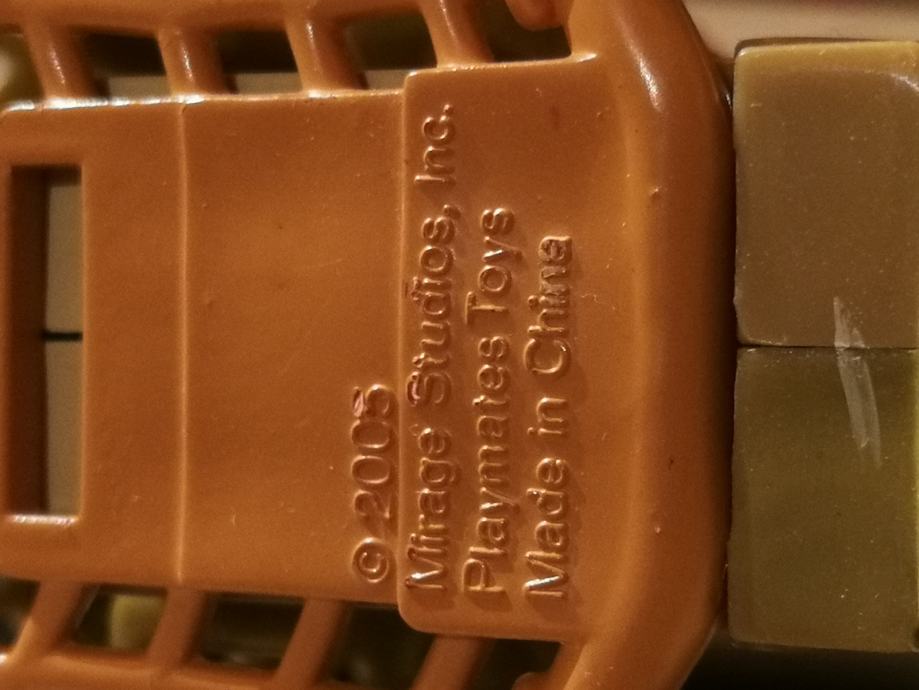 © 2005
Mirage Studios, Inc.
Playmates Toys
Made in China